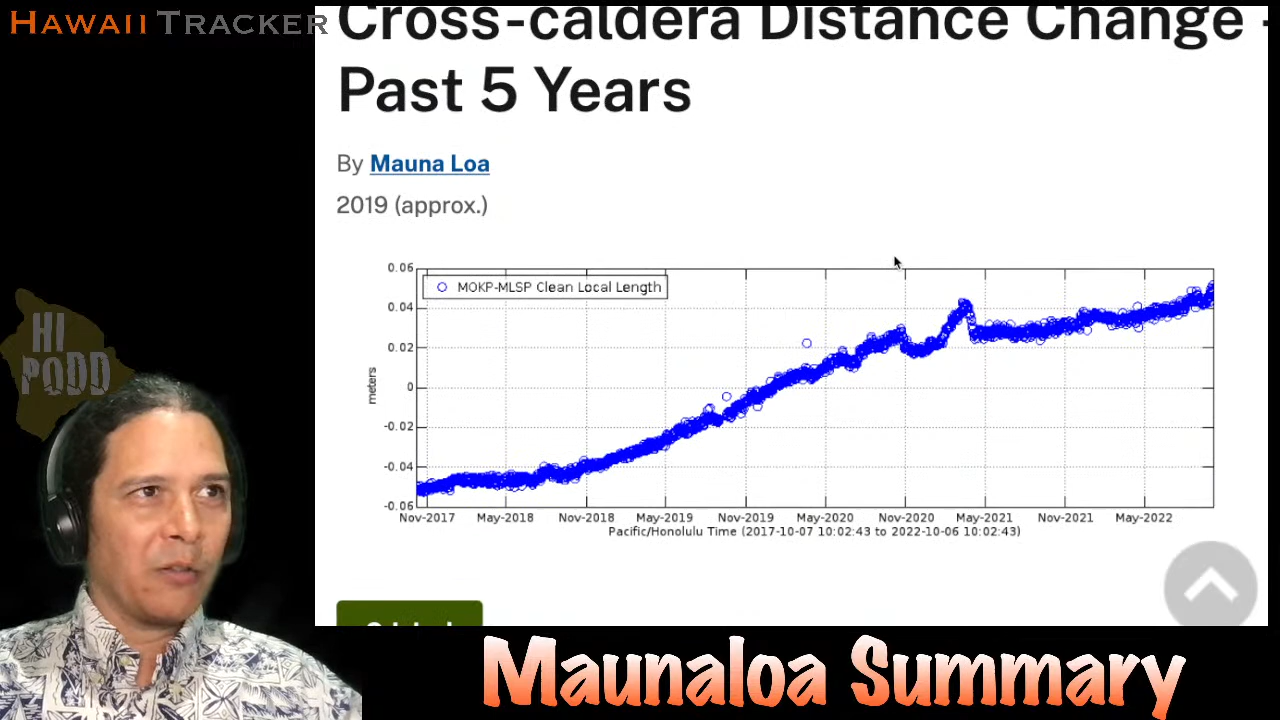 HAWAII TRACKER
Cross-caldera Distance Change -
Past 5 Years
By Mauna Loa
2019 (approx.)
0.06
MOKP-MLSP Clean Local Length
0.04
0.02
0
-0.02
-0.04
-0.06
meters
Nov-2017 May-2018 Nov-2018 May-2019 Nov-2019 May-2020 Nov-2020 May-2021 Nov-2021 May-2022
Pacific/Honolulu Time (2017-10-07 10:02:43 to 2022-10-06 10:02:43)
HI
PODD
Maunaloa Summary